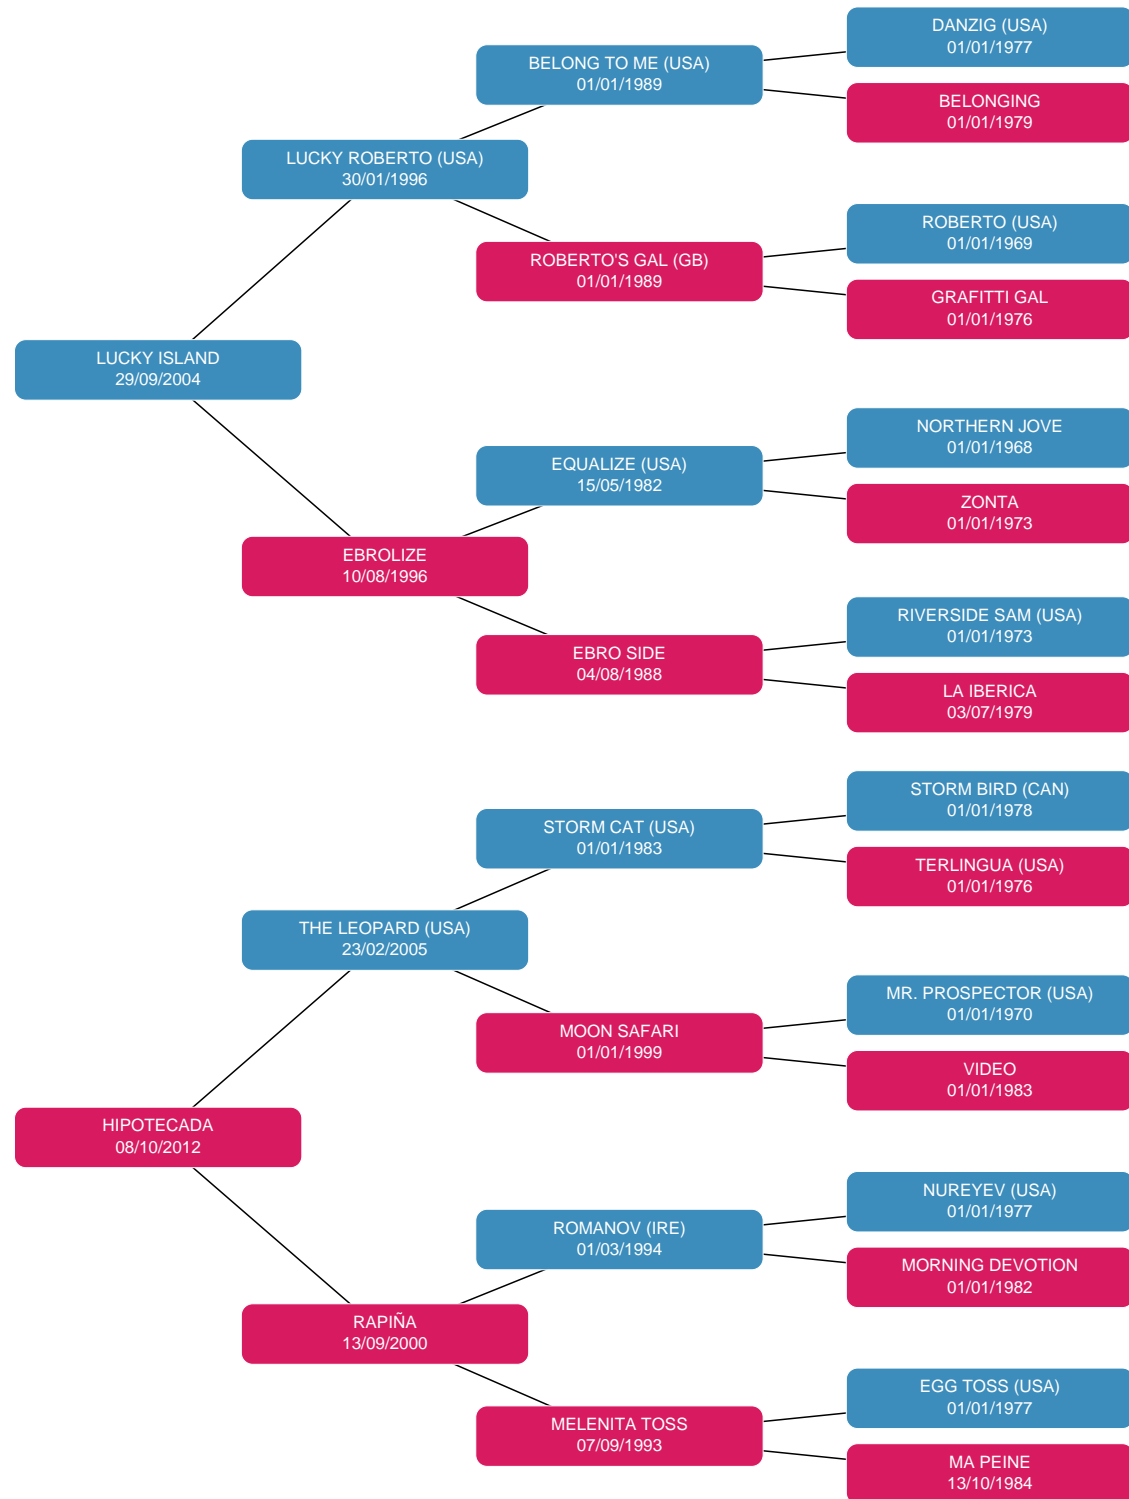 DANZIG (USA)
01/01/1977
BELONG TO ME (USA)
01/01/1989
BELONGING
01/01/1979
LUCKY ROBERTO (USA)
30/01/1996
ROBERTO (USA)
01/01/1969
ROBERTO'S GAL (GB)
01/01/1989
GRAFITTI GAL
01/01/1976
LUCKY ISLAND
29/09/2004
NORTHERN JOVE
01/01/1968
EQUALIZE (USA)
15/05/1982
ZONTA
01/01/1973
EBROLIZE
10/08/1996
RIVERSIDE SAM (USA)
01/01/1973
EBRO SIDE
04/08/1988
LA IBERICA
03/07/1979
STORM BIRD (CAN)
01/01/1978
STORM CAT (USA)
01/01/1983
TERLINGUA (USA)
01/01/1976
THE LEOPARD (USA)
23/02/2005
MR. PROSPECTOR (USA)
01/01/1970
MOON SAFARI
01/01/1999
VIDEO
01/01/1983
HIPOTECADA
08/10/2012
NUREYEV (USA)
01/01/1977
ROMANOV (IRE)
01/03/1994
MORNING DEVOTION
01/01/1982
RAPIÑA
13/09/2000
EGG TOSS (USA)
01/01/1977
MELENITA TOSS
07/09/1993
MA PEINE
13/10/1984